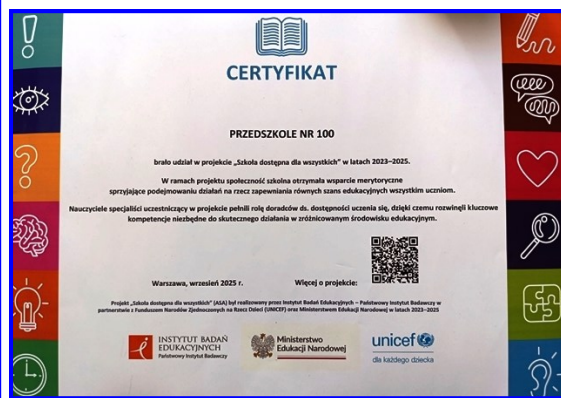 CERTYFIKAT
PRZEDSZKOLE NR 100
brało udział w projekcie „Szkoła dostępna dla wszystkich” w latach 2023–2025.
W ramach projektu społeczność szkolna otrzymała wsparcie merytoryczne
sprzyjające podejmowaniu działań na rzecz zapewniania równych szans edukacyjnych wszystkim uczniom.
Nauczyciele specjaliści uczestniczący w projekcie pełnili rolę doradców ds. dostępności uczenia się, dzięki czemu rozwinęli kluczowe
kompetencje niezbędne do skutecznego działania w zróżnicowanym środowisku edukacyjnym.
Warszawa, wrzesień 2025 r.
Więcej o projekcie:
Projekt „Szkoła dostępna dla wszystkich” (ASA) był realizowany przez Instytut Badań Edukacyjnych – Państwowy Instytut Badawczy w
partnerstwie z Funduszem Narodów Zjednoczonych na Rzecz Dzieci (UNICEF) oraz Ministerstwem Edukacji Narodowej w latach 2023–2025
INSTYTUT BADAŃ
EDUKACYJNYCH
Państwowy Instytut Badawczy
Ministerstwo
Edukacji Narodowej
unicef
dla każdego dziecka